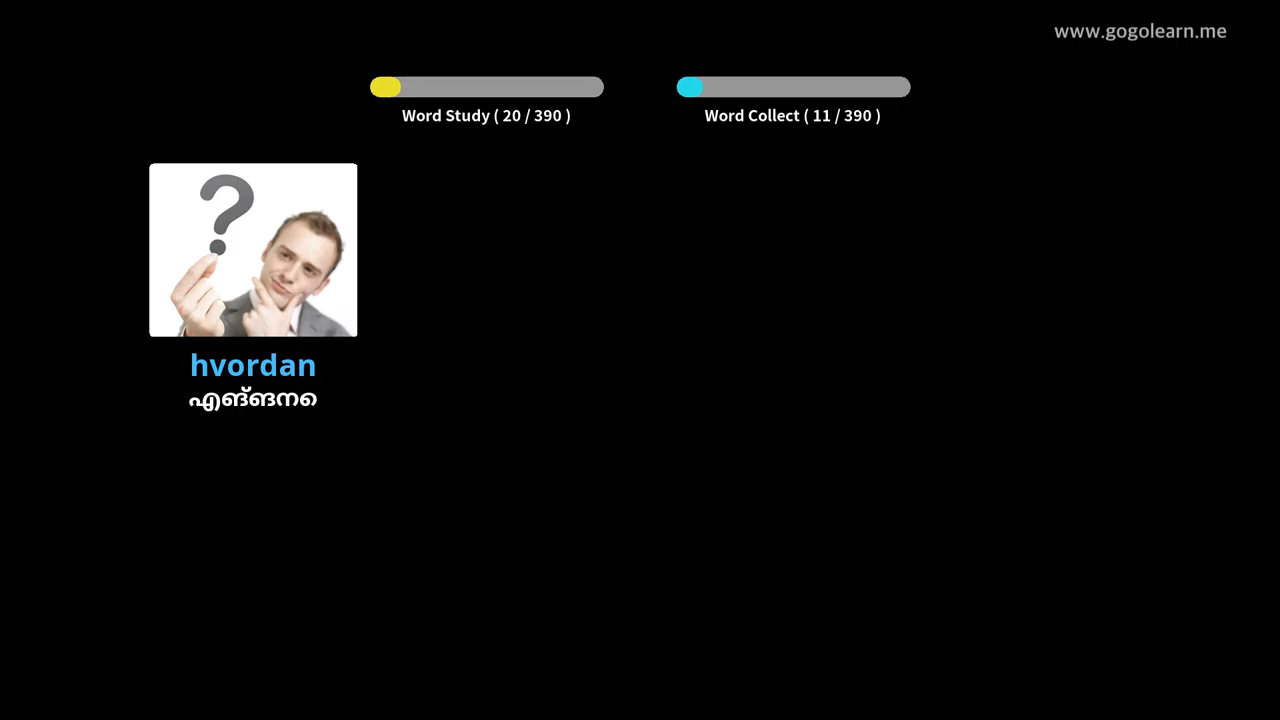 www.gogolearn.me
Word Study ( 20 / 390 )
Word Collect ( 11 / 390 )
?
hvordan
എങ്ങനെ